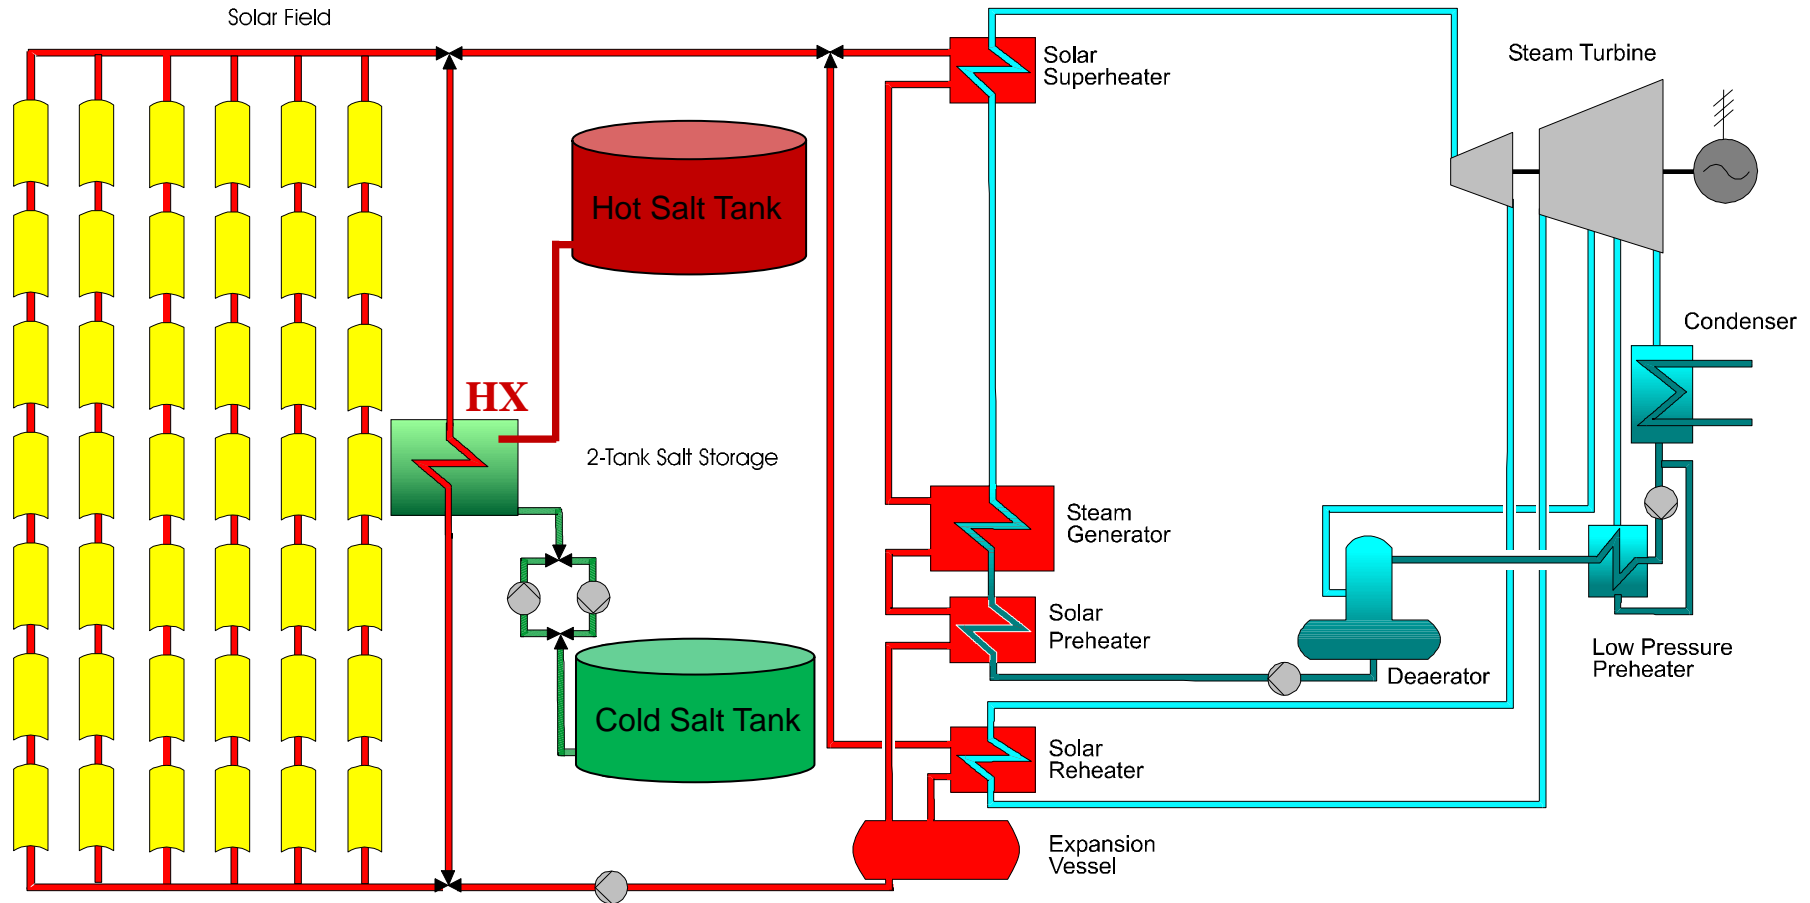 Solar Field
Solar
Superheater
Steam Turbine
Hot Salt Tank
Condenser
HX
2-Tank Salt Storage
Steam
Generator
Solar
Preheater
Low Pressure
Preheater
Deaerator
Cold Salt Tank
Solar
Reheater
Expansion
Vessel